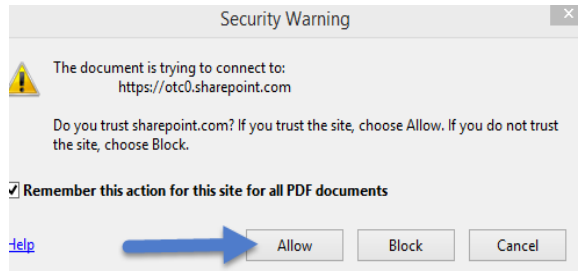 Security Warning
The document is trying to connect to:
https://otc0.sharepoint.com
Do you trust sharepoint.com? If you trust the site, choose Allow. If you do not trust
the site, choose Block.
Remember this action for this site for all PDF documents
Help
Allow
Block
Cancel